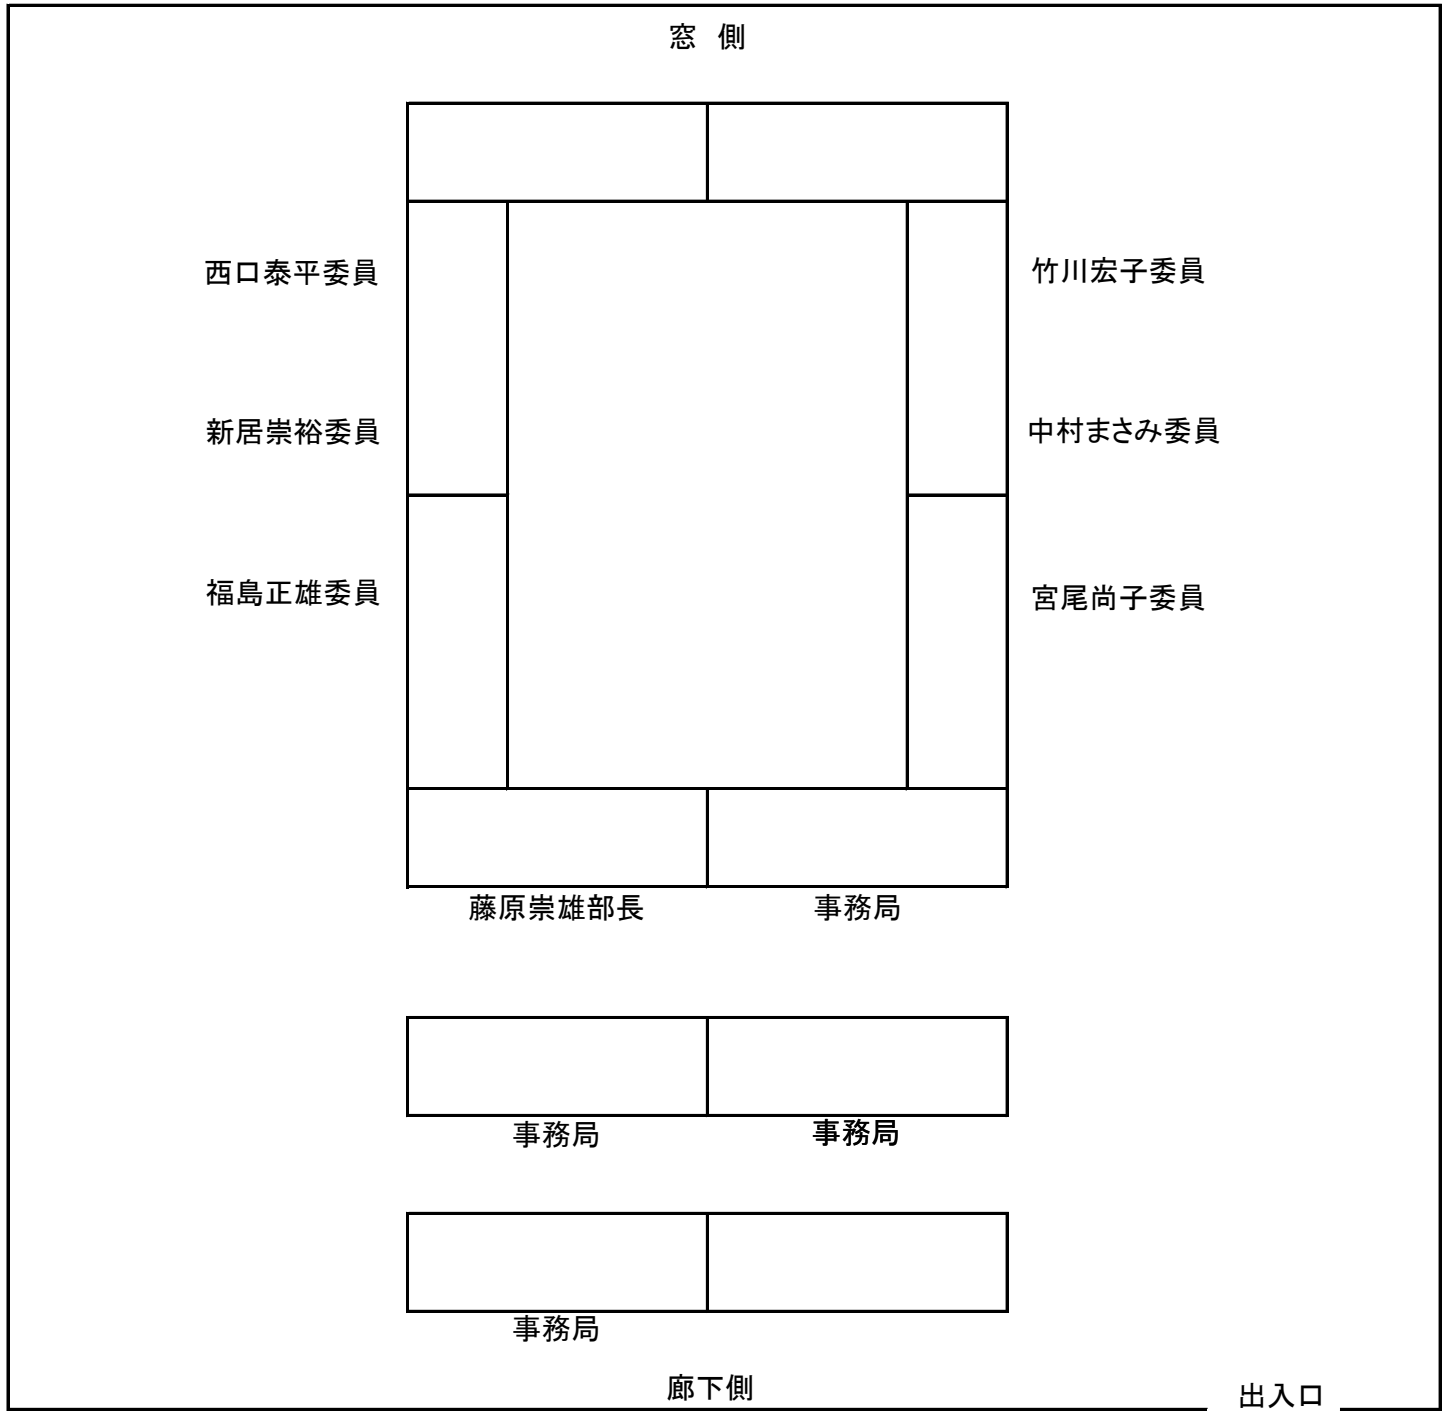 窓 側
西口泰平委員
竹川宏子委員
新居崇裕委員
中村まさみ委員
福島正雄委員
宮尾尚子委員
藤原崇雄部長
事務局
事務局
事務局
事務局
廊下側
出入口